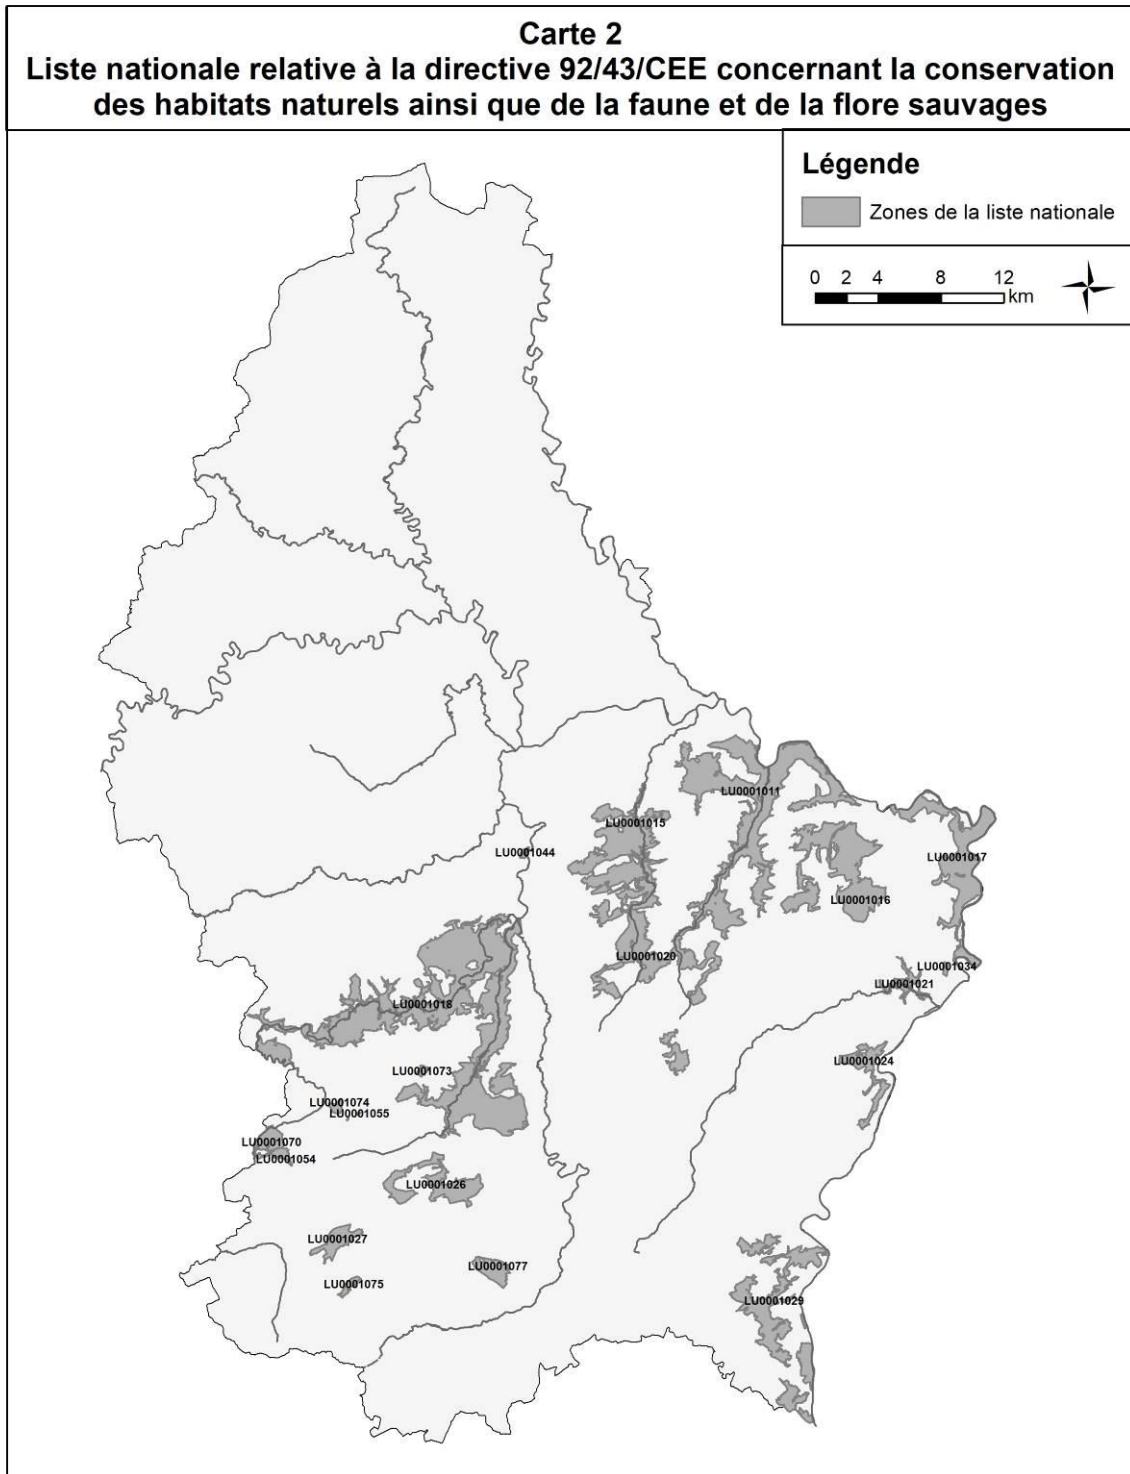 Carte 2
Liste nationale relative à la directive 92/43/CEE concernant la conservation
des habitats naturels ainsi que de la faune et de la flore sauvages
Légende
Zones de la liste nationale
0 2 4 8 12
km
LU0001011
LU0001015
LU0001044
LU0001017
LU0001016
LU0001020
LU0001034
LU0001021
LU0001018
LU0001024
LU0001073
LU0001074
LU0001055
LU0001070
LU0001054
LU0001026
LU0001027
LU0001077
LU0001075
LU0001029